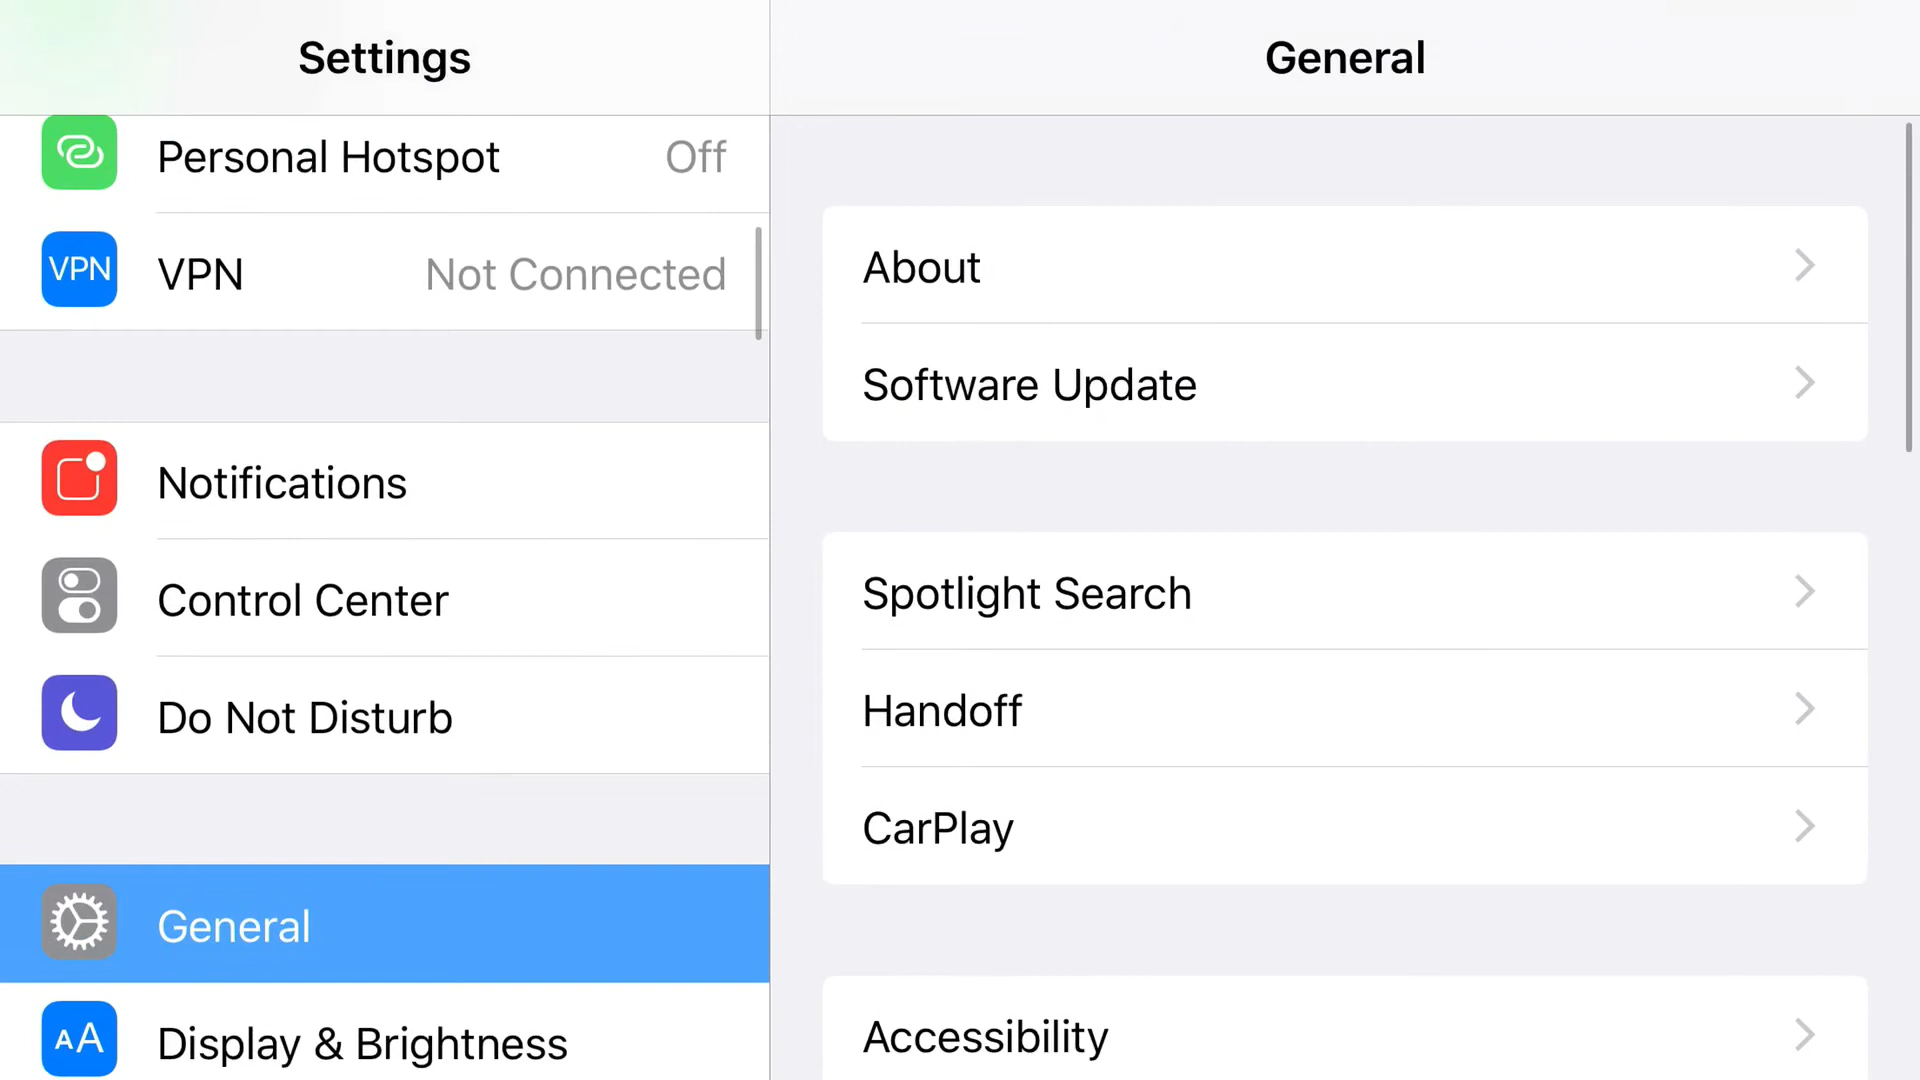 Settings
Personal Hotspot Off
VPN VPN Not Connected
Notifications
Control Center
Do Not Disturb
General
AA Display & Brightness
General
About
Software Update
Spotlight Search
Handoff
CarPlay
Accessibility